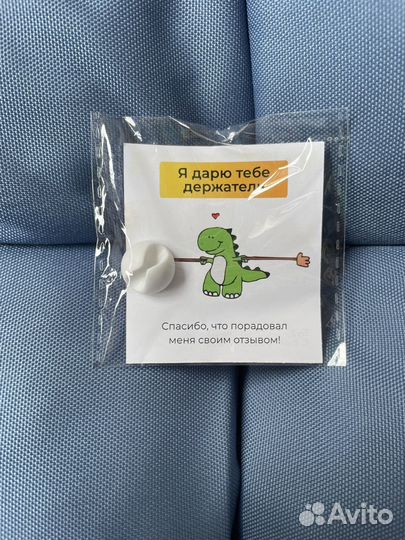 Я дарю тебе
держатель
Спасибо, что порадовал
меня своим отзывом!
Avito